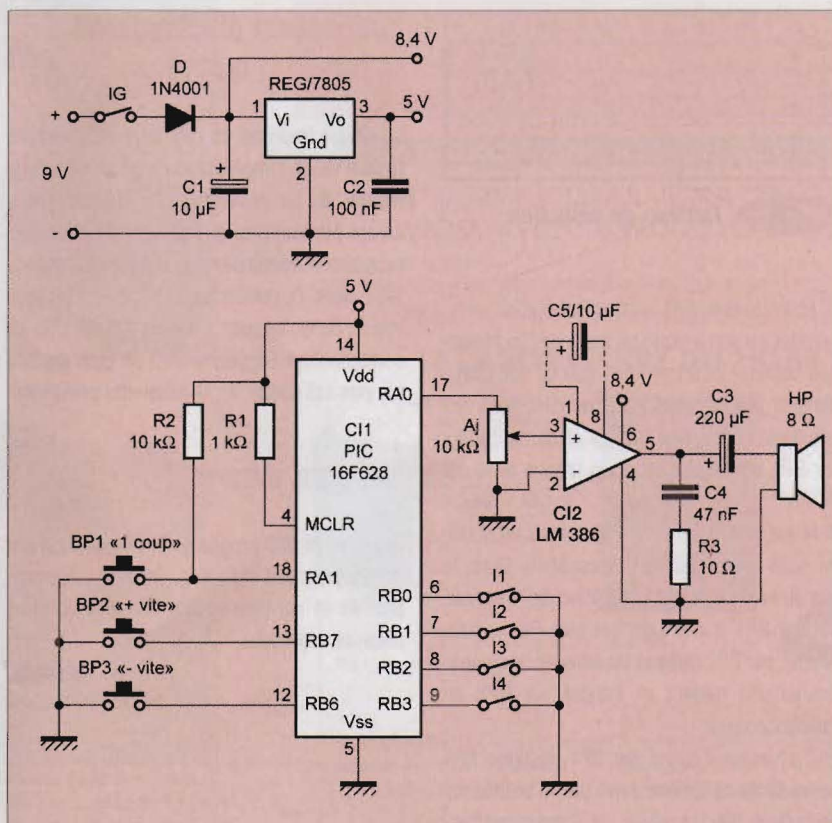 8,4 V
D
1N4001
REG/7805
IG
+
1
Vi
Vo
3
5 V
Gnd
2
9 V
+
C1
10 µF
C2
100 nF
-
5 V
14
Vdd
RA0
17
R2
10 kΩ
R1
1 kΩ
CI1
PIC
16F628
4
MCLR
Aj
10 kΩ
C5/10 µF
+
1
8
8,4 V
3
+
6
5
2
-
4
CI2
LM 386
C3
220 µF
+
HP
8 Ω
C4
47 nF
R3
10 Ω
BP1 «1 coup»
18
RA1
BP2 «+ vite»
13
RB7
BP3 «- vite»
12
RB6
RB0
6
I1
RB1
7
I2
RB2
8
I3
RB3
9
I4
Vss
5